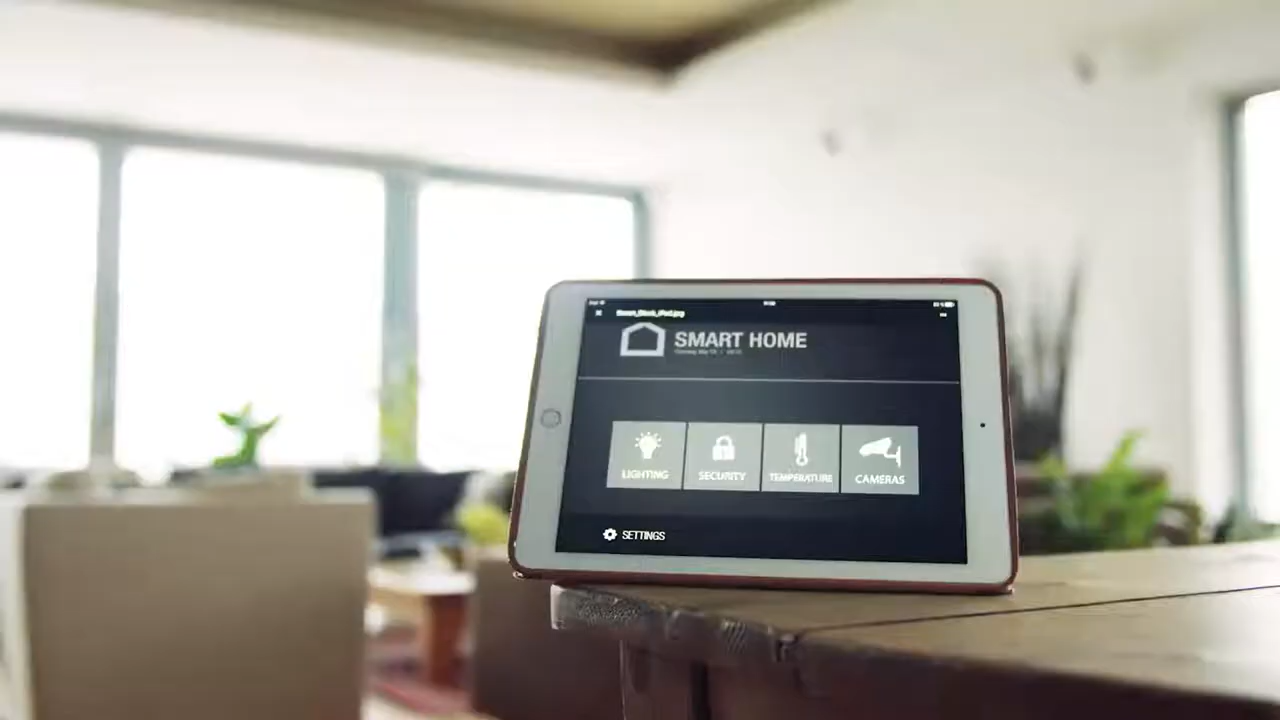 SMART HOME
LIGHTING
SECURITY
TEMPERATURE
CAMERAS
SETTINGS